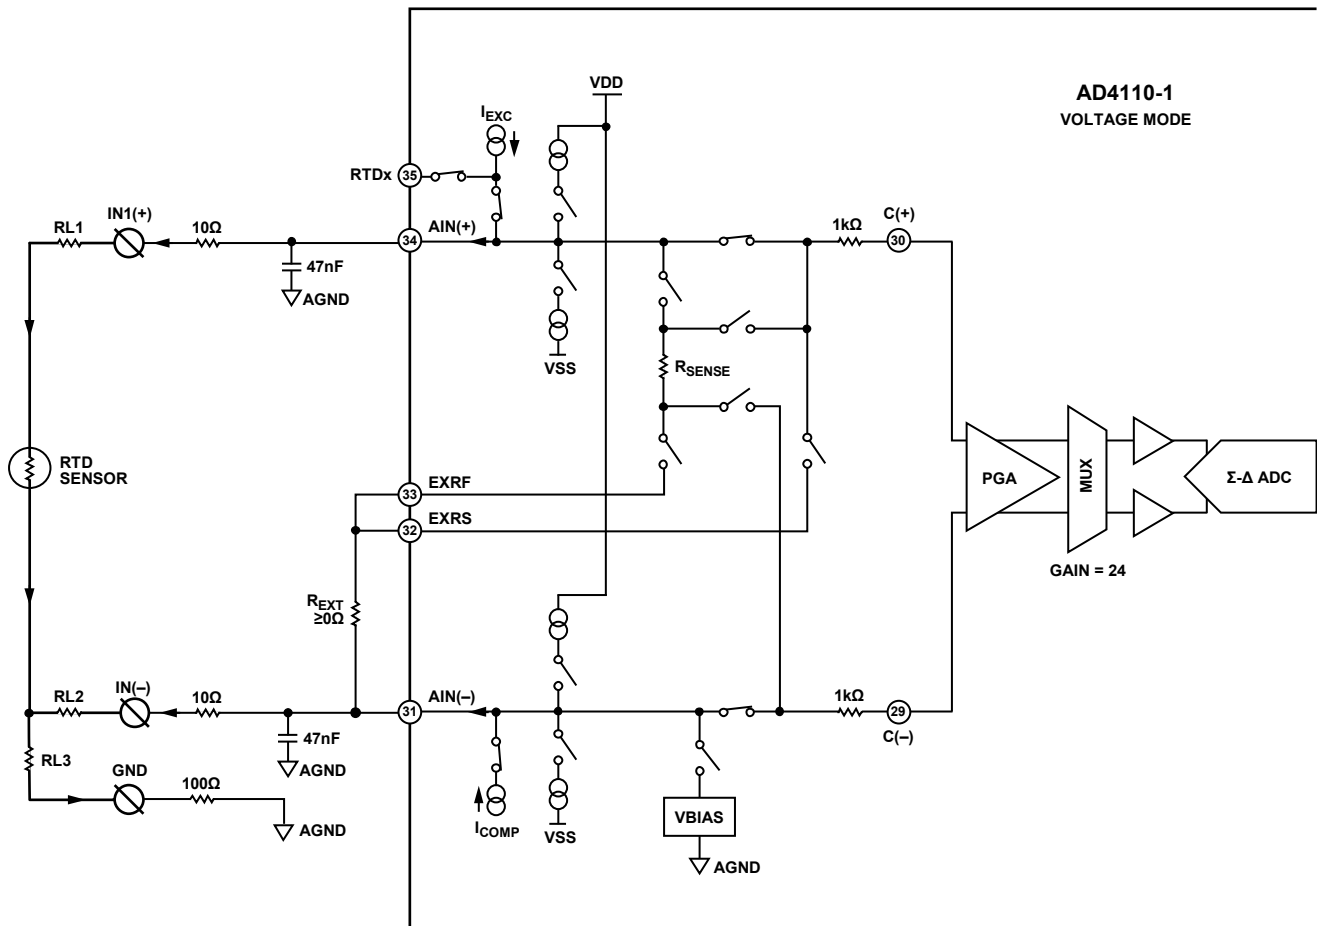 AD4110-1
VOLTAGE MODE
VDD
IEXC
RTDx
35
IN1(+)
RL1
10Ω
34
AIN(+)
1kΩ
C(+)
30
47nF
AGND
VSS
RSENSE
RTD
SENSOR
33
EXRF
32
EXRS
PGA
MUX
Σ-Δ ADC
GAIN = 24
REXT
≥0Ω
RL2
IN(–)
10Ω
31
AIN(–)
1kΩ
29
C(–)
47nF
AGND
RL3
GND
100Ω
AGND
ICOMP
VSS
VBIAS
AGND